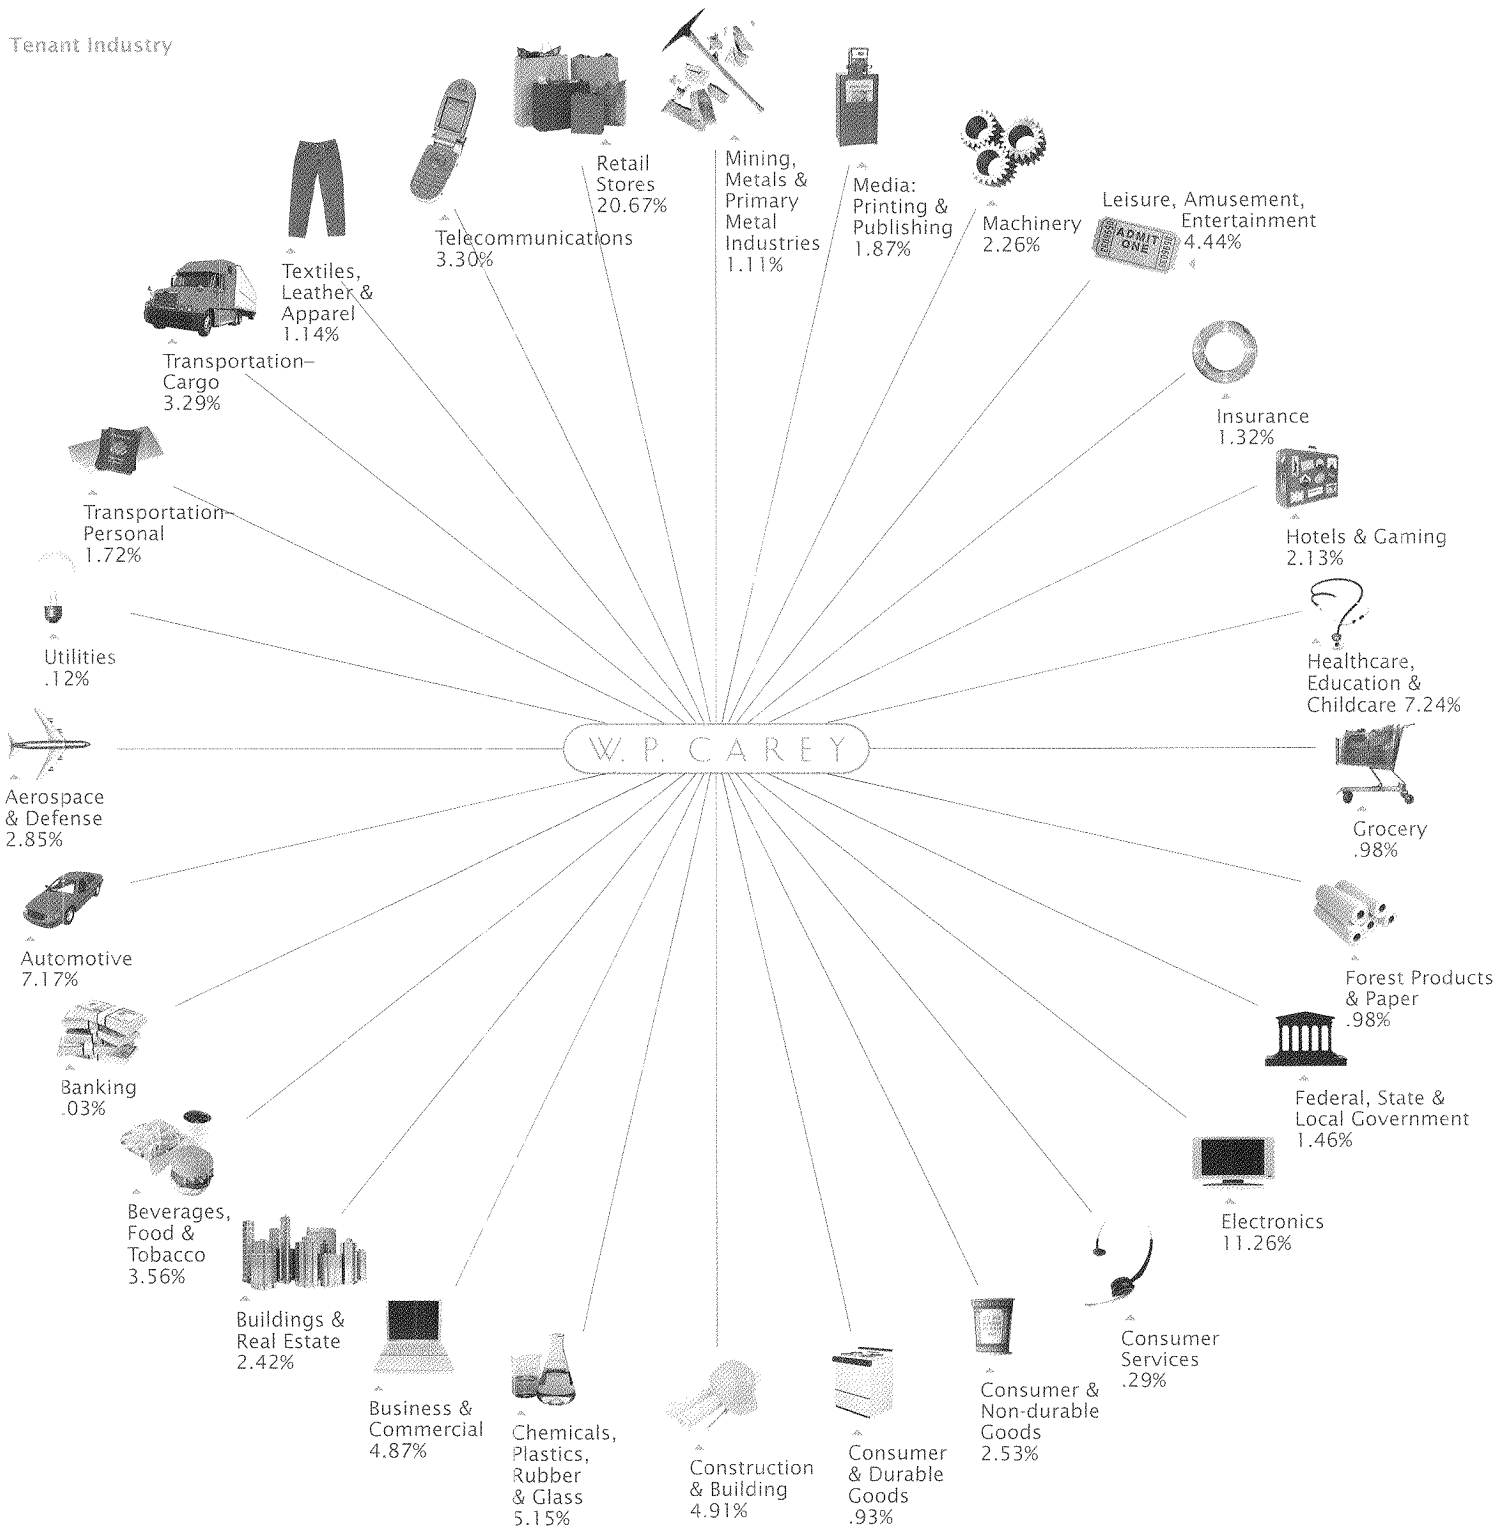 Tenant Industry
Retail
Stores
20.67%
Mining,
Metals &
Primary
Metal
Industries
1.11%
Media:
Printing &
Publishing
1.87%
Machinery
2.26%
Leisure, Amusement,
Entertainment
4.44%
ADMIT
ONE
Insurance
1.32%
Hotels & Gaming
2.13%
Healthcare,
Education &
Childcare 7.24%
Grocery
.98%
Forest Products
& Paper
.98%
Federal, State &
Local Government
1.46%
Electronics
11.26%
Consumer
Services
.29%
Consumer &
Non-durable
Goods
2.53%
Consumer
& Durable
Goods
.93%
Construction
& Building
4.91%
Chemicals,
Plastics,
Rubber
& Glass
5.15%
Business &
Commercial
4.87%
Buildings &
Real Estate
2.42%
Beverages,
Food &
Tobacco
3.56%
Banking
.03%
Automotive
7.17%
Aerospace
& Defense
2.85%
Utilities
.12%
Transportation–
Personal
1.72%
Transportation–
Cargo
3.29%
Textiles,
Leather &
Apparel
1.14%
Telecommunications
3.30%
W. P. CAREY